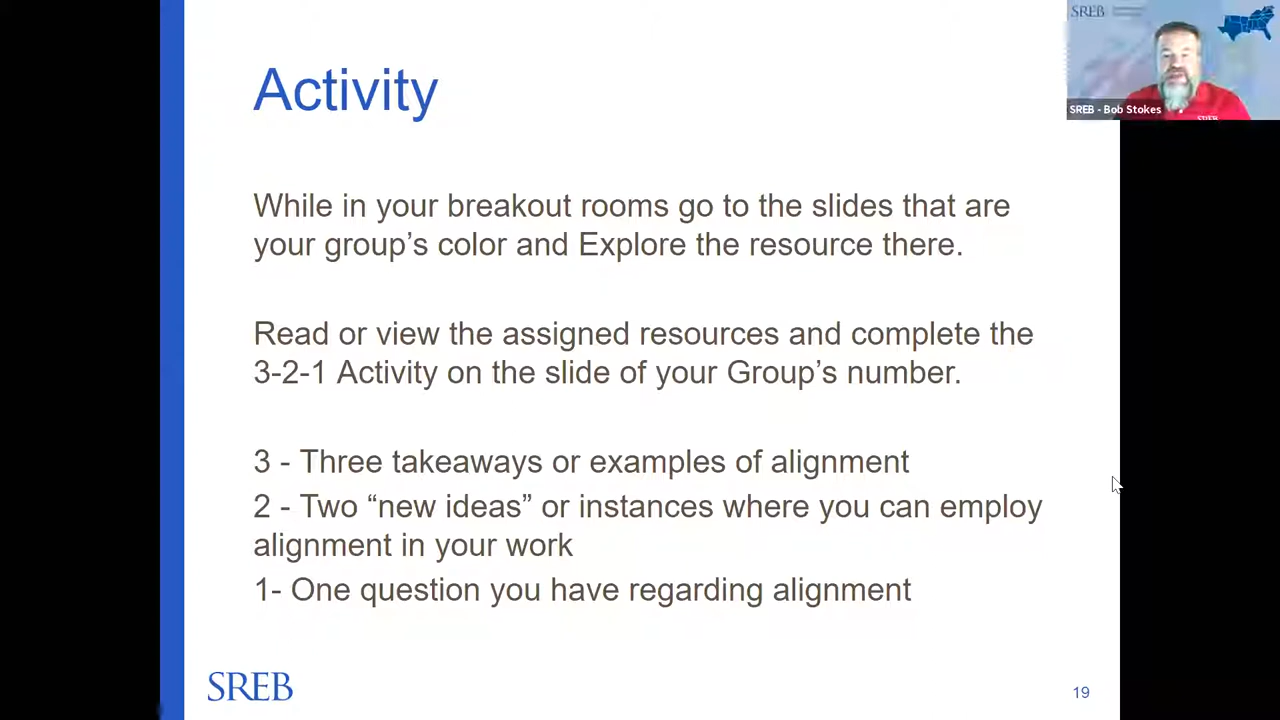 SREB
SREB - Bob Stokes
SREB
Activity
While in your breakout rooms go to the slides that are
your group’s color and Explore the resource there.
Read or view the assigned resources and complete the
3-2-1 Activity on the slide of your Group’s number.
3 - Three takeaways or examples of alignment
2 - Two “new ideas” or instances where you can employ
alignment in your work
1- One question you have regarding alignment
SREB
19